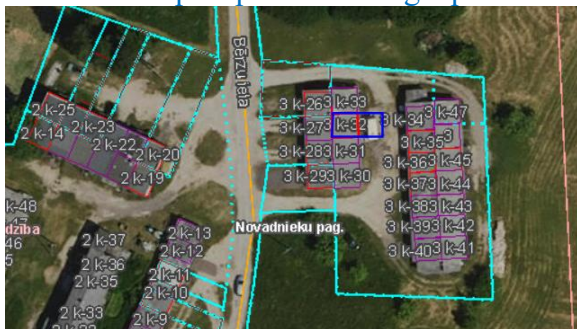 Bērzu iela
3 k-26
3 k-33
3 k-27
3 k-32
3 k-28
3 k-31
3 k-29
3 k-30
3 k-34
3 k-47
3 k-35
3
3 k-36
3 k-45
3 k-37
3 k-44
3 k-38
3 k-43
3 k-39
3 k-42
3 k-40
3 k-41
2 k-25
2 k-14
2 k-23
2 k-22
2 k-20
2 k-19
Novadnieku pag.
k-48
dzība
46
5
2 k-37
2 k-36
2 k-35
2 k-33
2 k-13
2 k-12
2 k-11
2 k-10
2 k-9